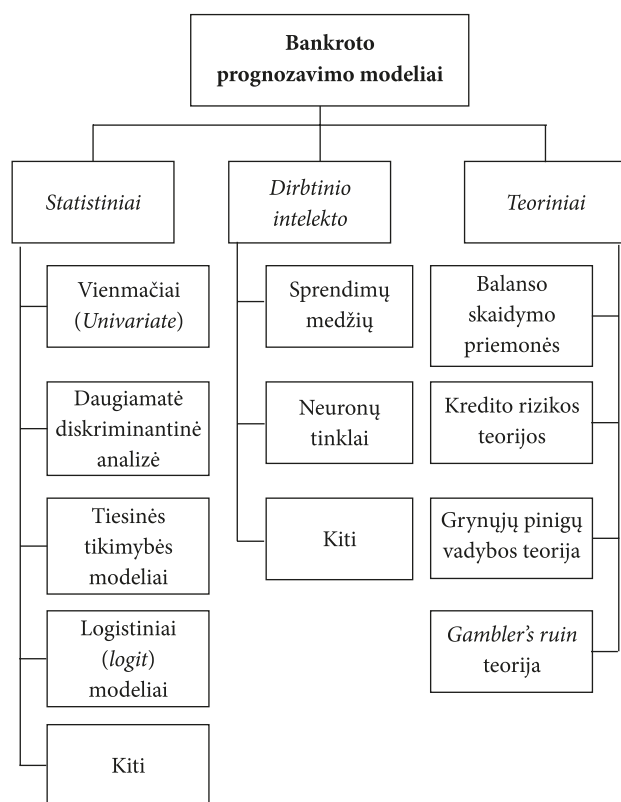 Bankroto
prognozavimo modeliai
Statistiniai
Dirbtinio
intelekto
Teoriniai
Vienmačiai
(Univariate)
Daugiamatė
diskriminantinė
analizė
Tiesinės
tikimybės
modeliai
Logistiniai
(logit)
modeliai
Kiti
Sprendimų
medžių
Neuronų
tinklai
Kiti
Balanso
skaidymo
priemonės
Kredito rizikos
teorijos
Grynųjų pinigų
vadybos teorija
Gambler’s ruin
teorija